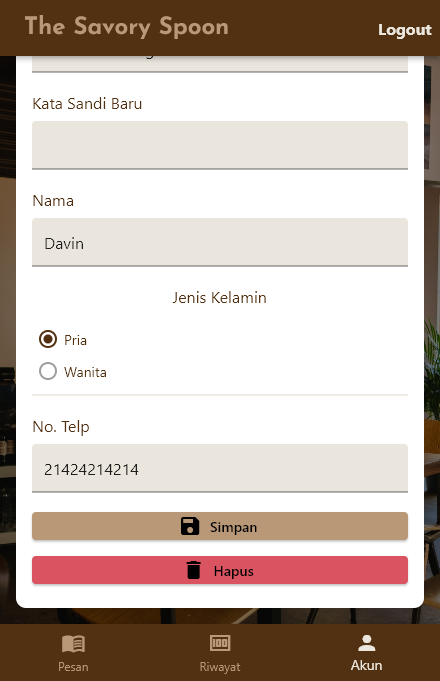 The Savory Spoon
Logout
Kata Sandi Baru
Nama
Davin
Jenis Kelamin
Pria
Wanita
No. Telp
21424214214
Simpan
Hapus
Pesan
Riwayat
Akun